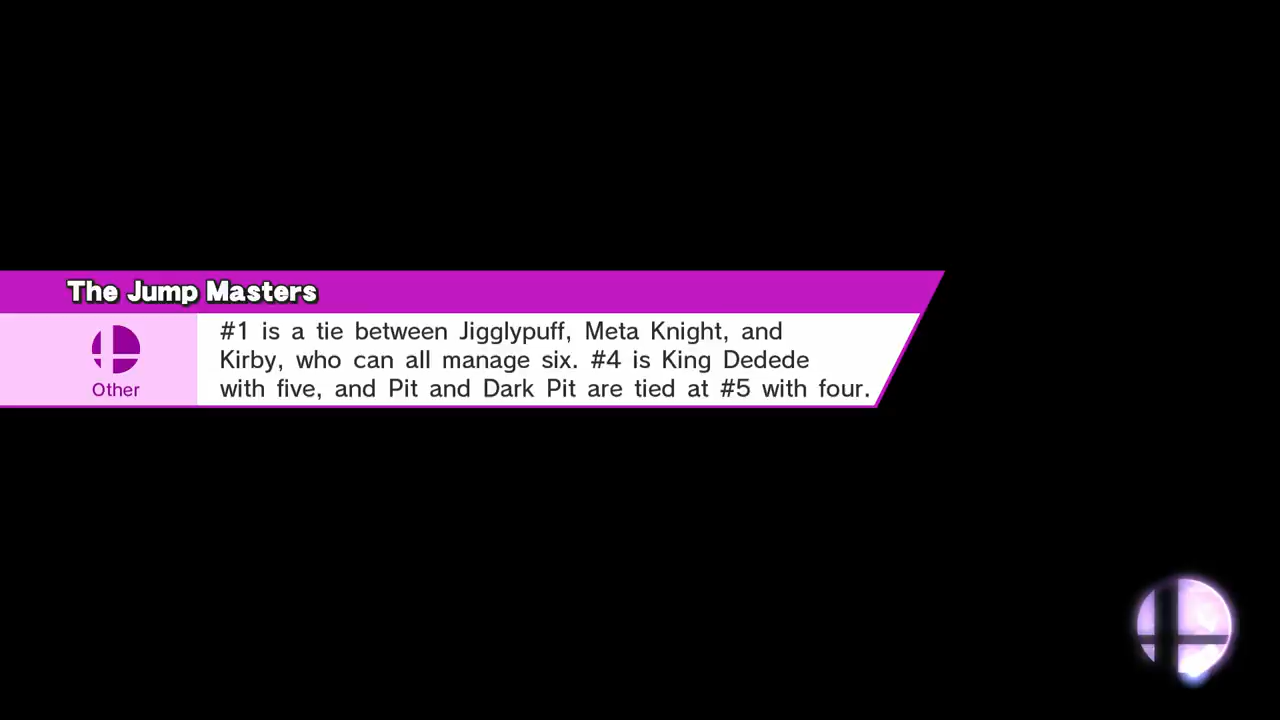 The Jump Masters
#1 is a tie between Jigglypuff, Meta Knight, and
Kirby, who can all manage six. #4 is King Dedede
with five, and Pit and Dark Pit are tied at #5 with four.
Other